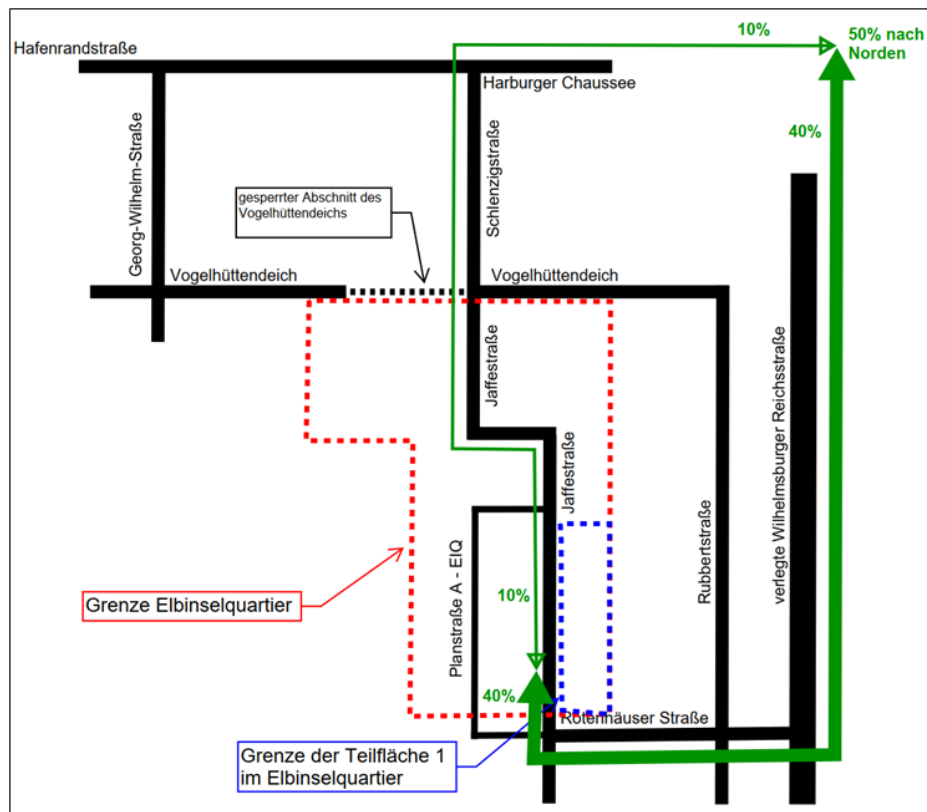 10%
50% nach
Norden
Hafenrandstraße
Harburger Chaussee
40%
Georg-Wilhelm-Straße
Schlenzigstraße
gesperrter Abschnitt des
Vogelhüttendeichs
Vogelhüttendeich
Vogelhüttendeich
Jaffestraße
verlegte Wilhelmsburger Reichsstraße
Jaffestraße
Rubbertstraße
Planstraße A - EIQ
Grenze Elbinselquartier
10%
40%
Rotenhäuser Straße
Grenze der Teilfläche 1
im Elbinselquartier